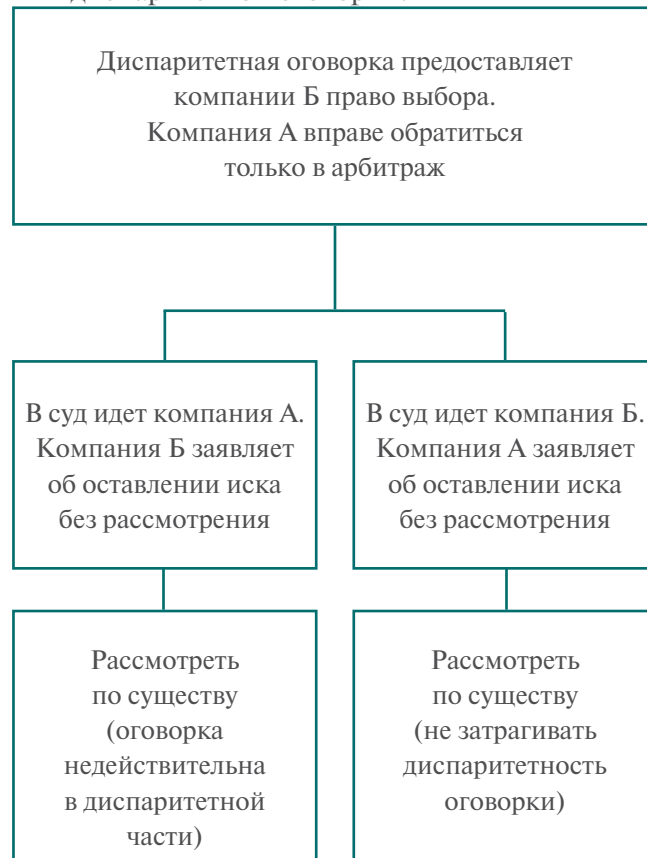 Диспаритетная оговорка предоставляет
компании Б право выбора.
Компания А вправе обратиться
только в арбитраж
В суд идет компания А.
Компания Б заявляет
об оставлении иска
без рассмотрения
В суд идет компания Б.
Компания А заявляет
об оставлении иска
без рассмотрения
Рассмотреть
по существу
(оговорка
недействительна
в диспаритетной
части)
Рассмотреть
по существу
(не затрагивать
диспаритетность
оговорки)